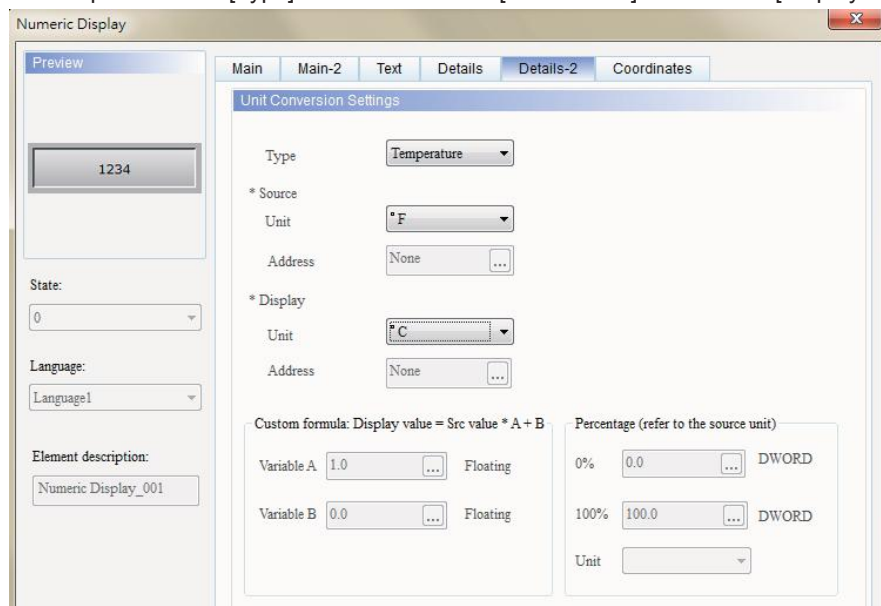 [Type]
[
]
[Display
Numeric Display
x
Preview
1234
State:
0
Language:
Language1
Element description:
Numeric Display_001
Main Main-2 Text Details Details-2 Coordinates
Unit Conversion Settings
Type Temperature
* Source
Unit °F
Address None ...
* Display
Unit °C
Address None ...
Custom formula: Display value = Src value * A + B
Variable A 1.0 ... Floating
Variable B 0.0 ... Floating
Percentage (refer to the source unit)
0% 0.0 ... DWORD
100% 100.0 ... DWORD
Unit